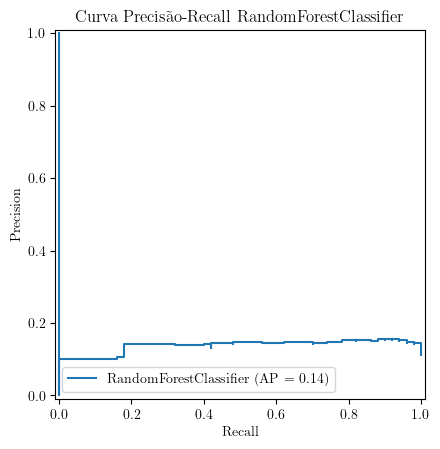 Curva Precisão-Recall RandomForestClassifier
1.0
0.8
0.6
0.4
0.2
0.0
Precision
RandomForestClassifier (AP = 0.14)
0.0 0.2 0.4 0.6 0.8 1.0
Recall